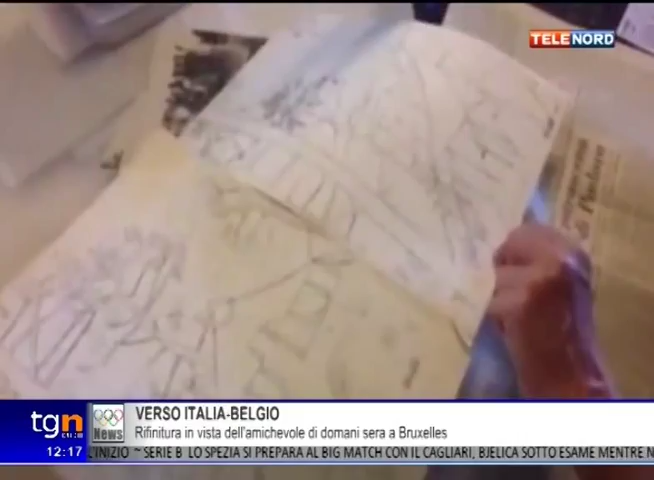 TELENORD
VERSO ITALIA-BELGIO
Rifinitura in vista dell'amichevole di domani sera a Bruxelles
tgn
News
12:17
L'INIZIO ~ SERIE B LO SPEZIA SI PREPARA AL BIG MATCH CON IL CAGLIARI, BJELICA SOTTO ESAME MENTRE N